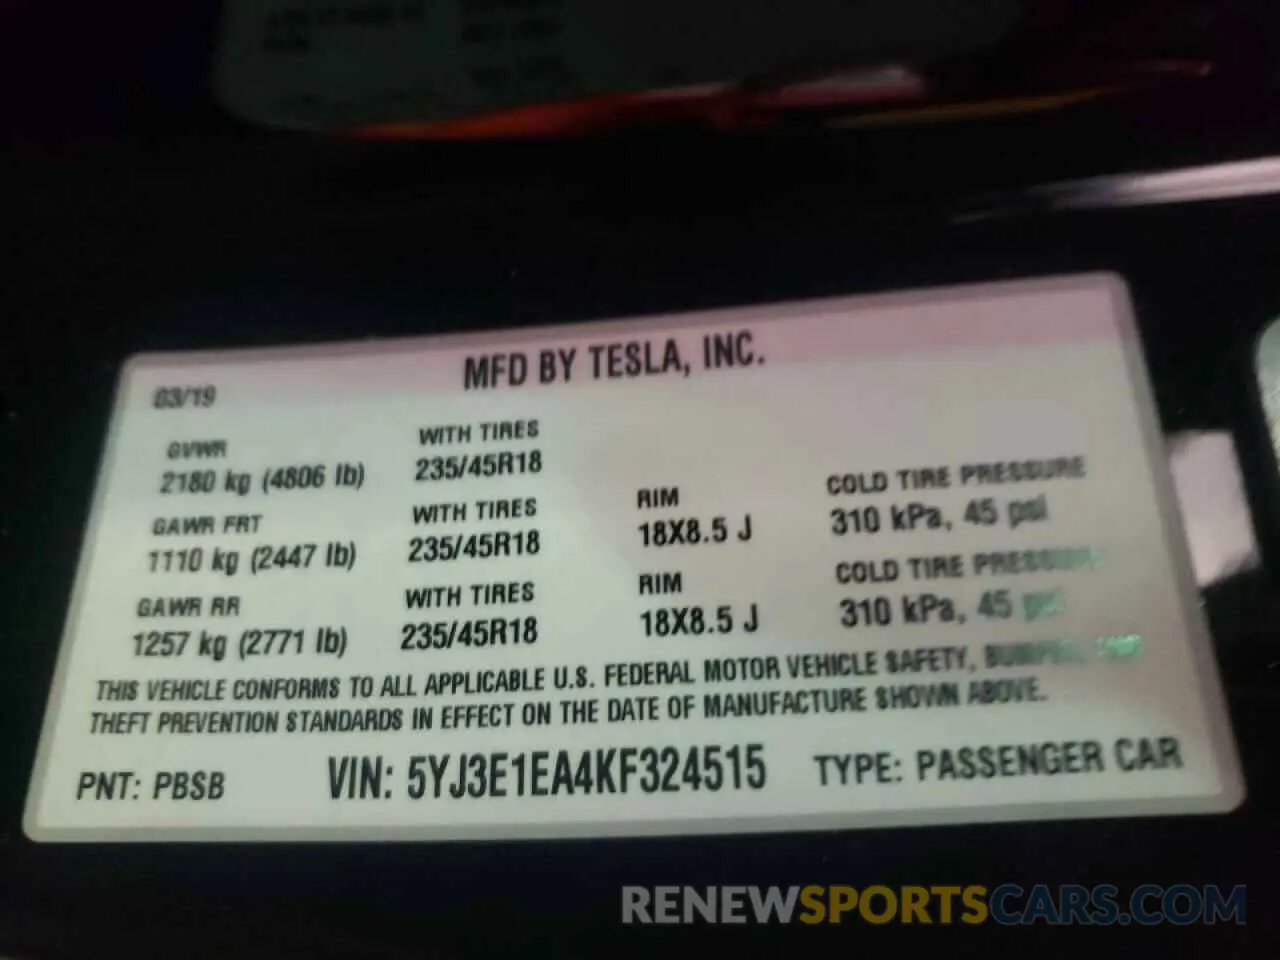 MFD BY TESLA, INC.
03/19
GVWR
2180 kg (4806 lb)
WITH TIRES
235/45R18
GAWR FRT
1110 kg (2447 lb)
WITH TIRES
235/45R18
RIM
18X8.5 J
COLD TIRE PRESSURE
310 kPa, 45 psi
GAWR RR
1257 kg (2771 lb)
WITH TIRES
235/45R18
RIM
18X8.5 J
COLD TIRE PRESSURE
310 kPa, 45 psi
THIS VEHICLE CONFORMS TO ALL APPLICABLE U.S. FEDERAL MOTOR VEHICLE SAFETY,
THEFT PREVENTION STANDARDS IN EFFECT ON THE DATE OF MANUFACTURE SHOWN ABOVE.
PNT: PBSB
VIN: 5YJ3E1EA4KF324515
TYPE: PASSENGER CAR
RENEWSPORTSCARS.COM